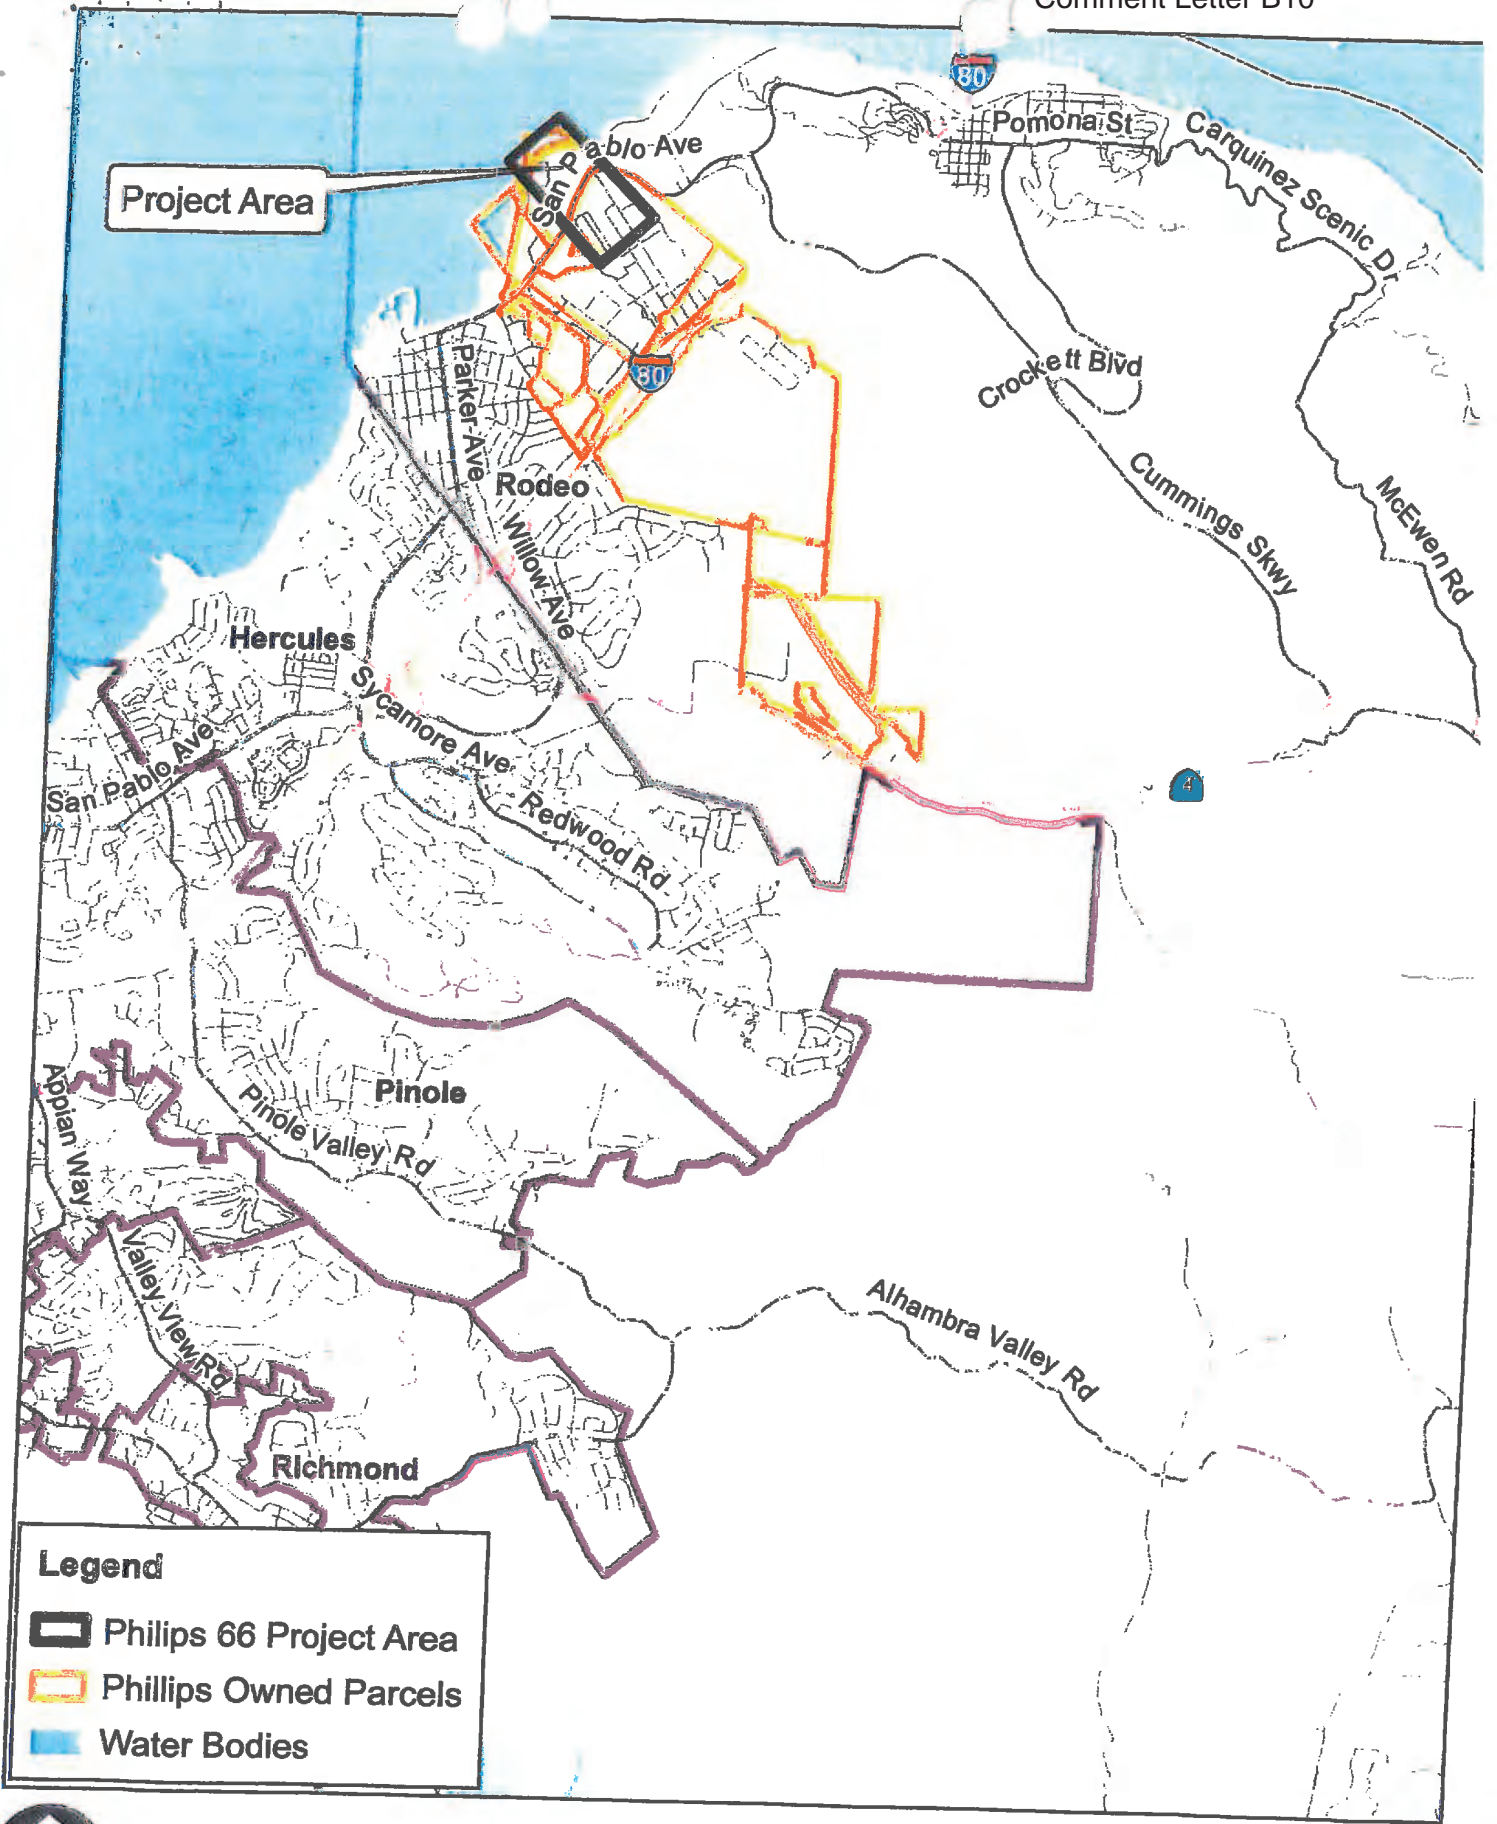 Comment Letter B10
80
Pomona St
Carquinez Scenic Dr
San Pablo Ave
Project Area
80
Crockett Blvd
Parker Ave
Rodeo
Cummings Skwy
McEwen Rd
Willow Ave
Hercules
Sycamore Ave
San Pablo Ave
4
Redwood Rd
Appian Way
Pinole
Pinole Valley Rd
Valley View Rd
Alhambra Valley Rd
Richmond
Legend
Philips 66 Project Area
Phillips Owned Parcels
Water Bodies